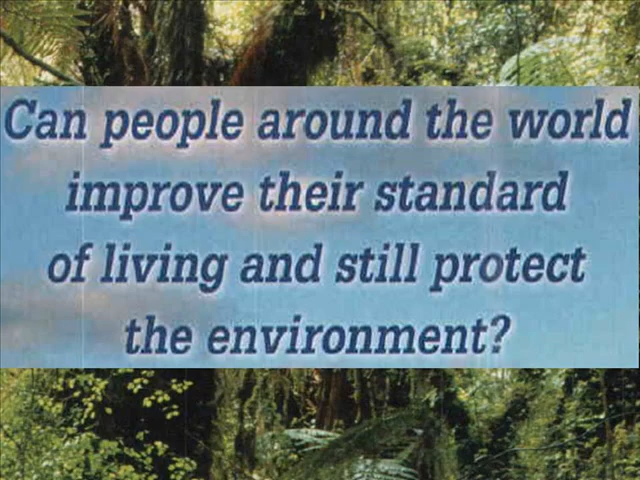 Can people around the world
improve their standard
of living and still protect
the environment?